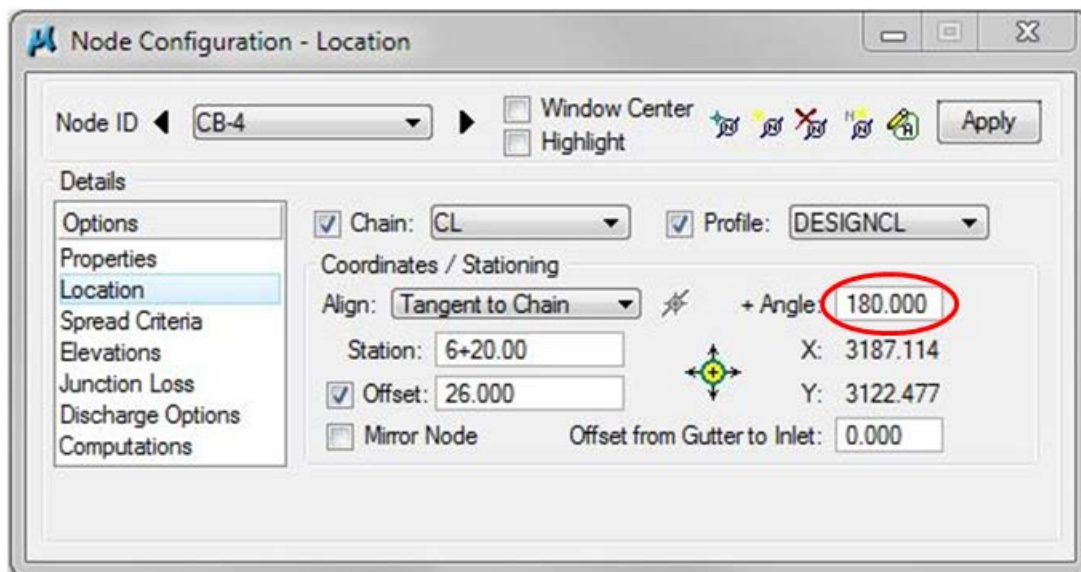 Node Configuration - Location
Node ID CB-4 Window Center Apply
Highlight
Details
Options Chain: CL Profile: DESIGNCL
Properties
Location
Spread Criteria
Elevations
Junction Loss
Discharge Options
Computations
Coordinates / Stationing
Align: Tangent to Chain + Angle: 180.000
Station: 6+20.00 X: 3187.114
Offset: 26.000 Y: 3122.477
Mirror Node Offset from Gutter to Inlet: 0.000